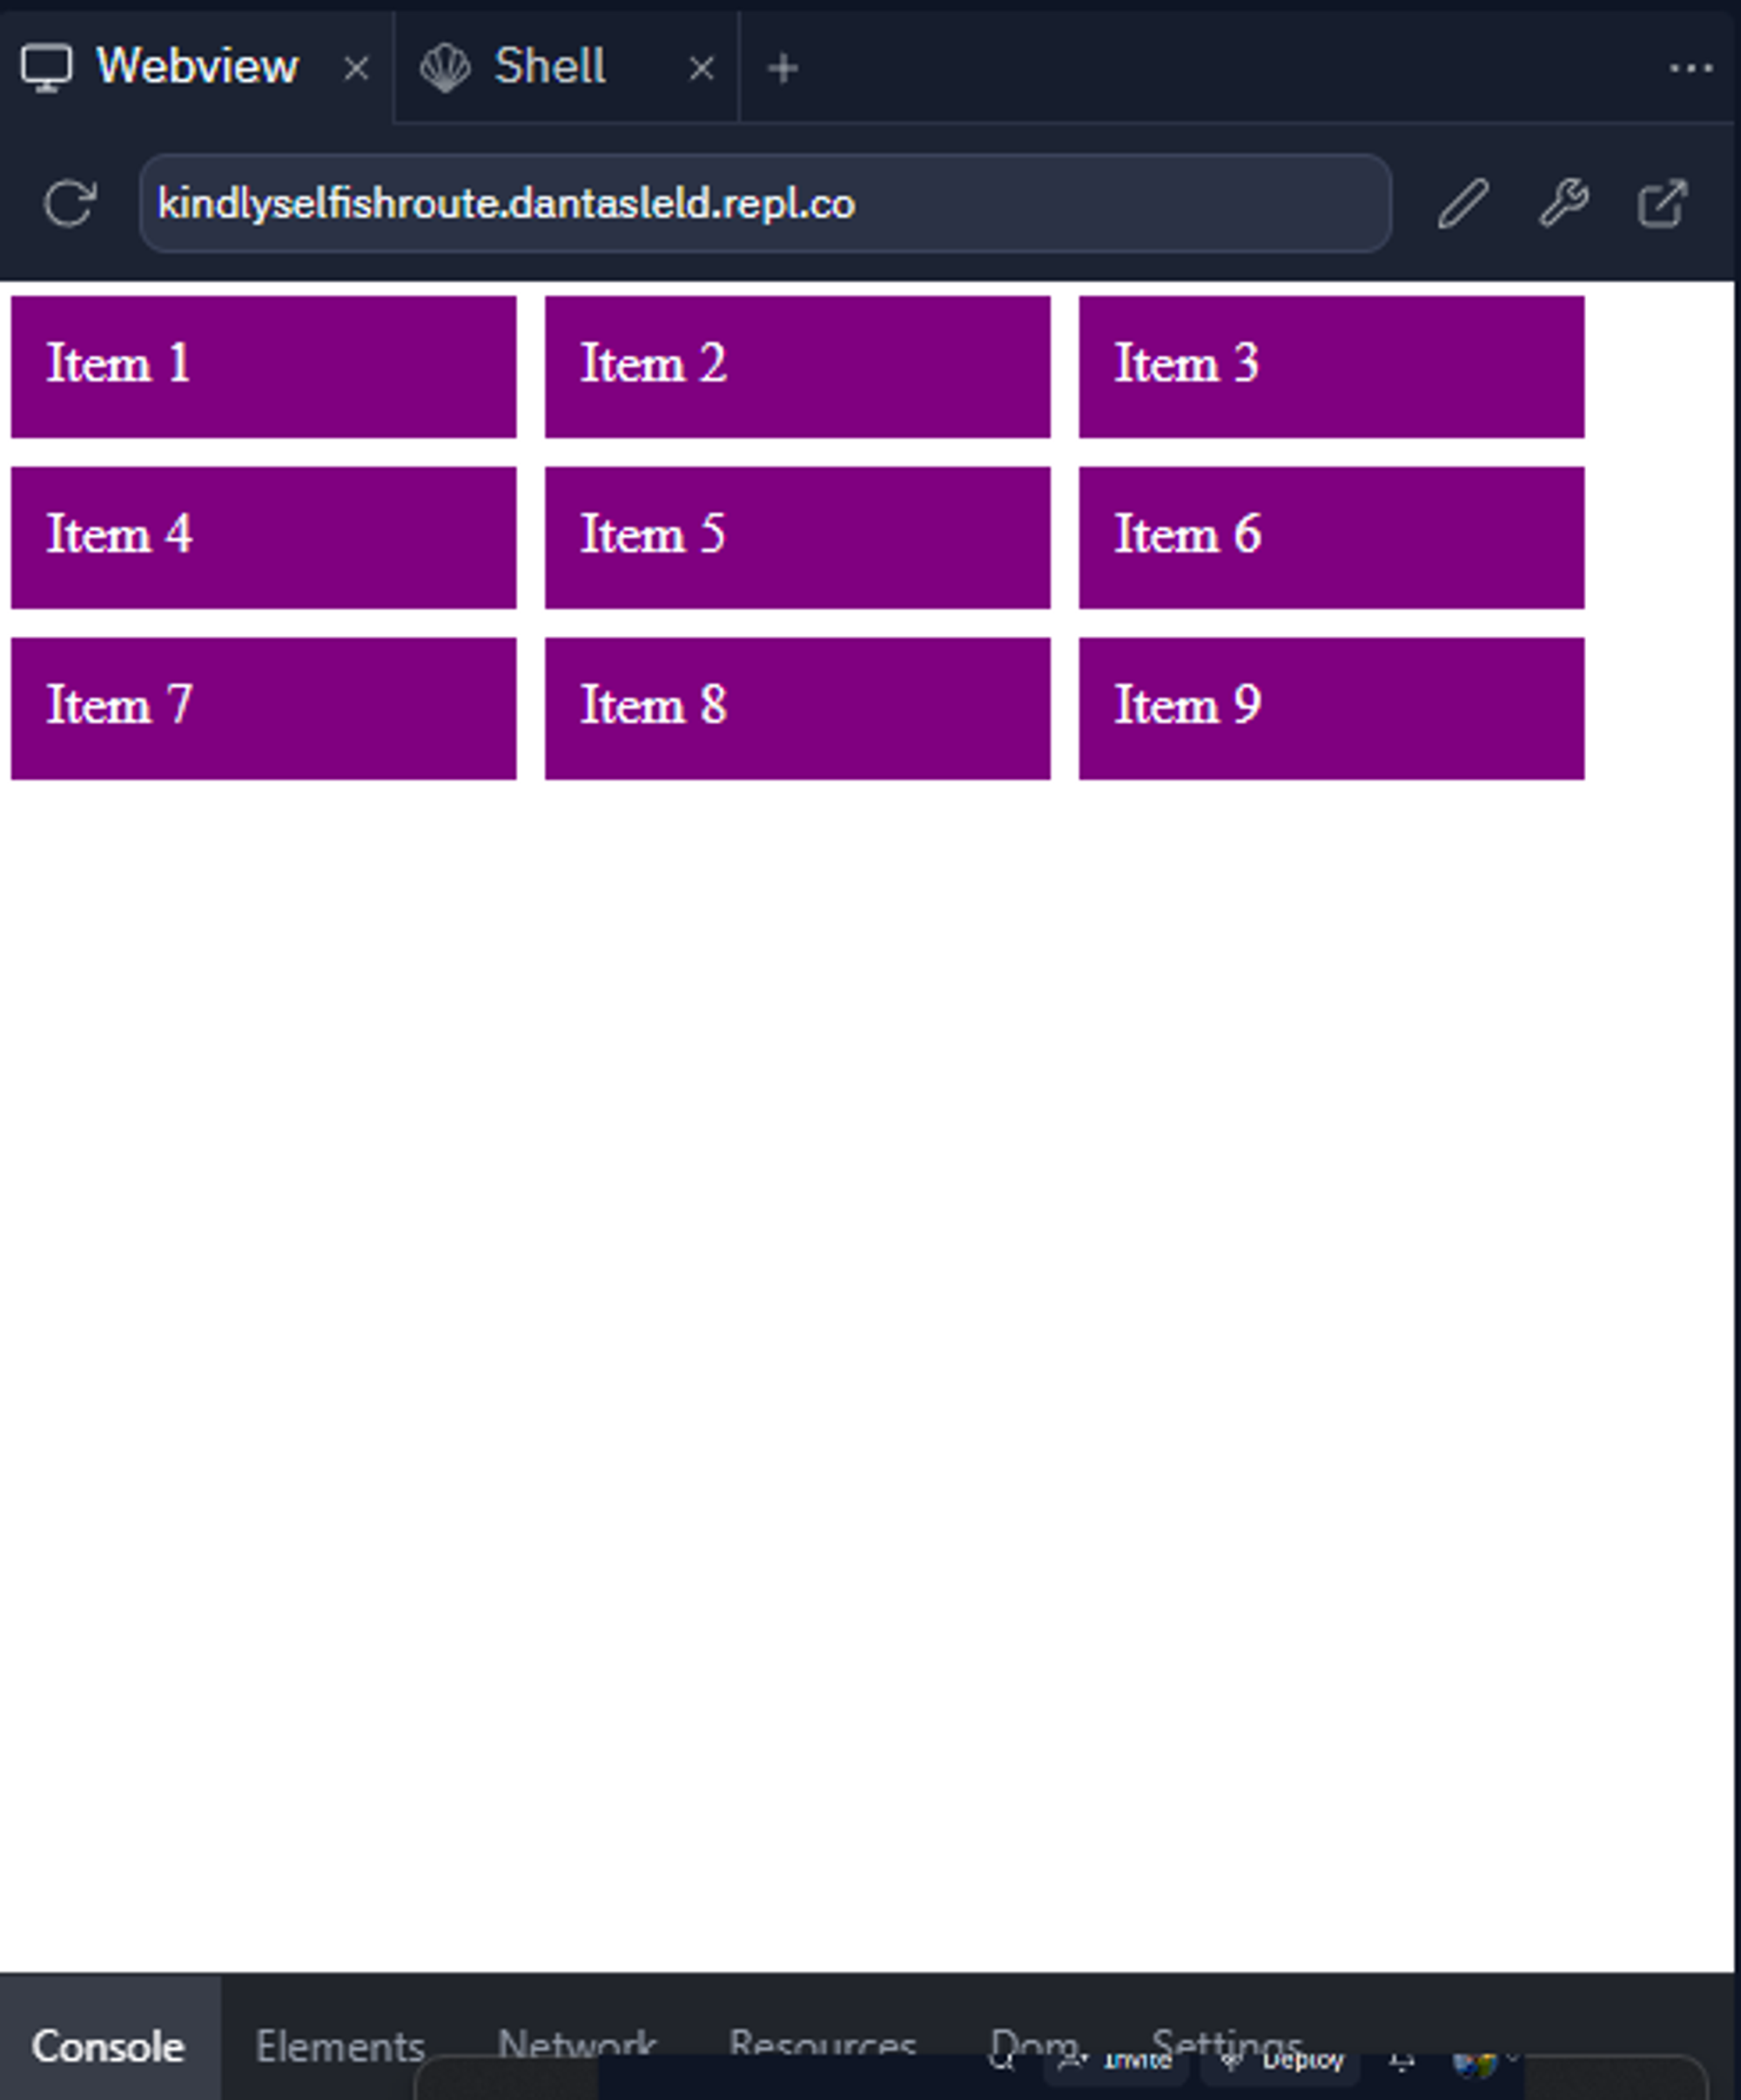 Webview Shell
kindlyselfishroute.dantasleld.repl.co
Item 1 Item 2 Item 3
Item 4 Item 5 Item 6
Item 7 Item 8 Item 9
Console Elements Network Resources Dom Settings
Invite Deploy